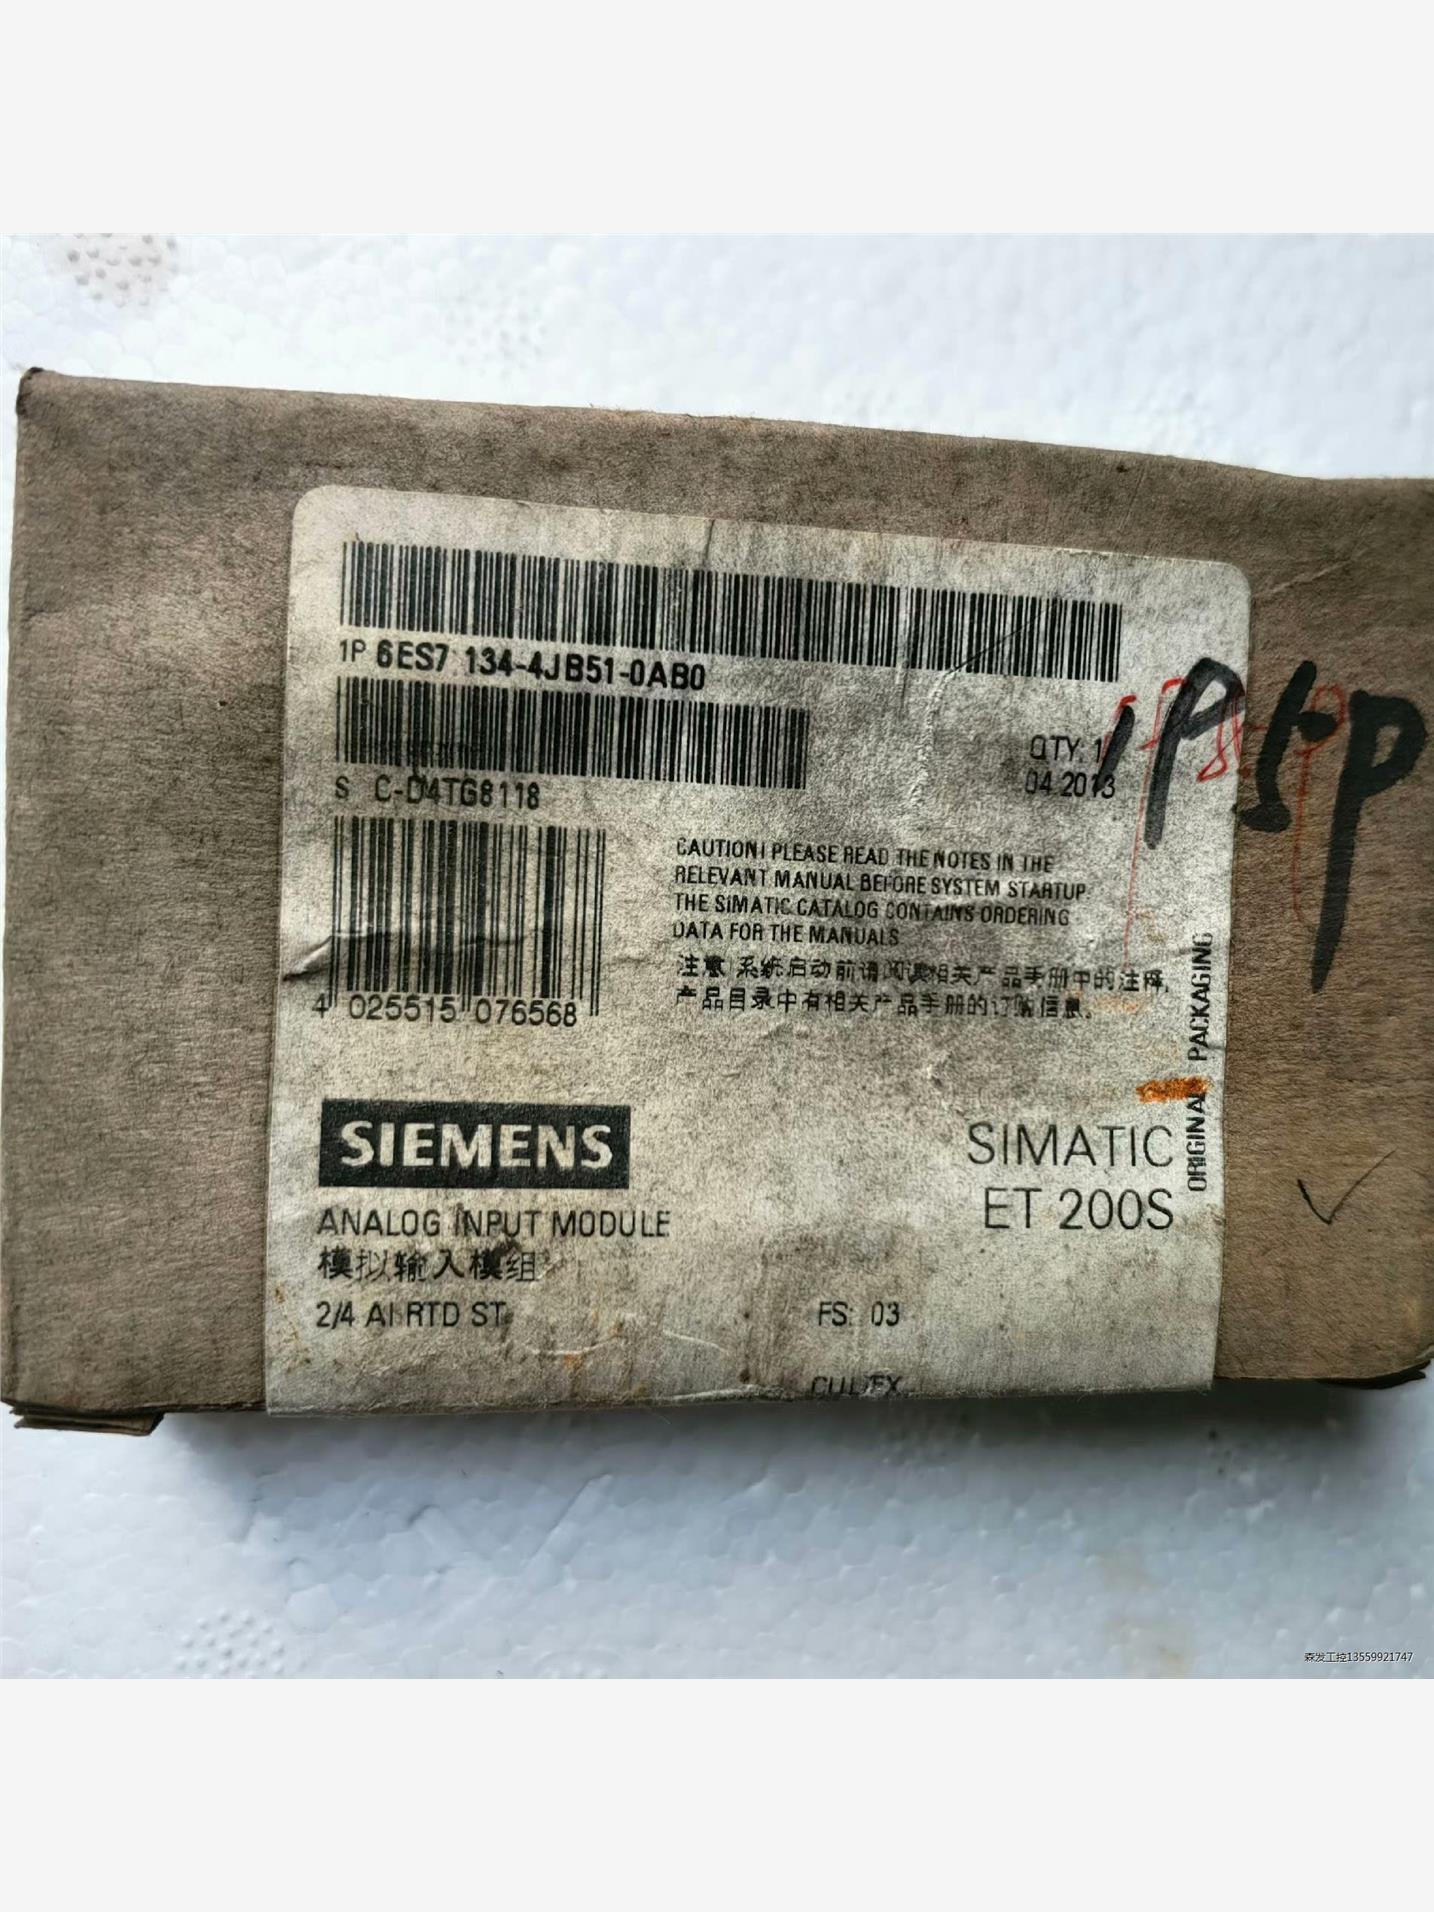 1P 6ES7 134-4JB51-0AB0
S C-D4TG8118
QTY: 1
04.2013
4 025515 076568
CAUTION! PLEASE READ THE NOTES IN THE
RELEVANT MANUAL BEFORE SYSTEM STARTUP
THE SIMATIC CATALOG CONTAINS ORDERING
DATA FOR THE MANUALS
注意 系统启动前请阅读相关产品手册中的注释,
产品目录中有相关产品手册的订购信息。
ORIGINAL PACKAGING
SIEMENS
SIMATIC
ET 200S
ANALOG INPUT MODULE
模拟输入模组
2/4 AI RTD ST
FS: 03
森发工控13559921747